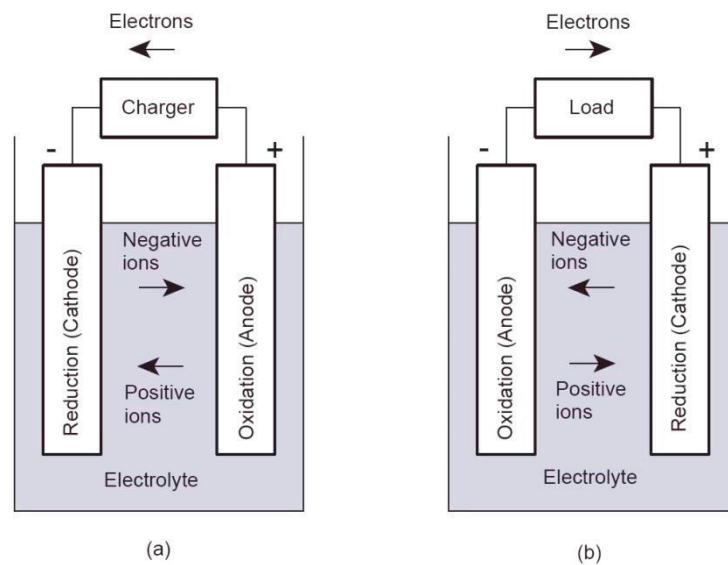 Electrons
Charger
-
+
Reduction (Cathode)
Negative
ions
Positive
ions
Oxidation (Anode)
Electrolyte
(a)
Electrons
Load
-
+
Oxidation (Anode)
Negative
ions
Positive
ions
Reduction (Cathode)
Electrolyte
(b)